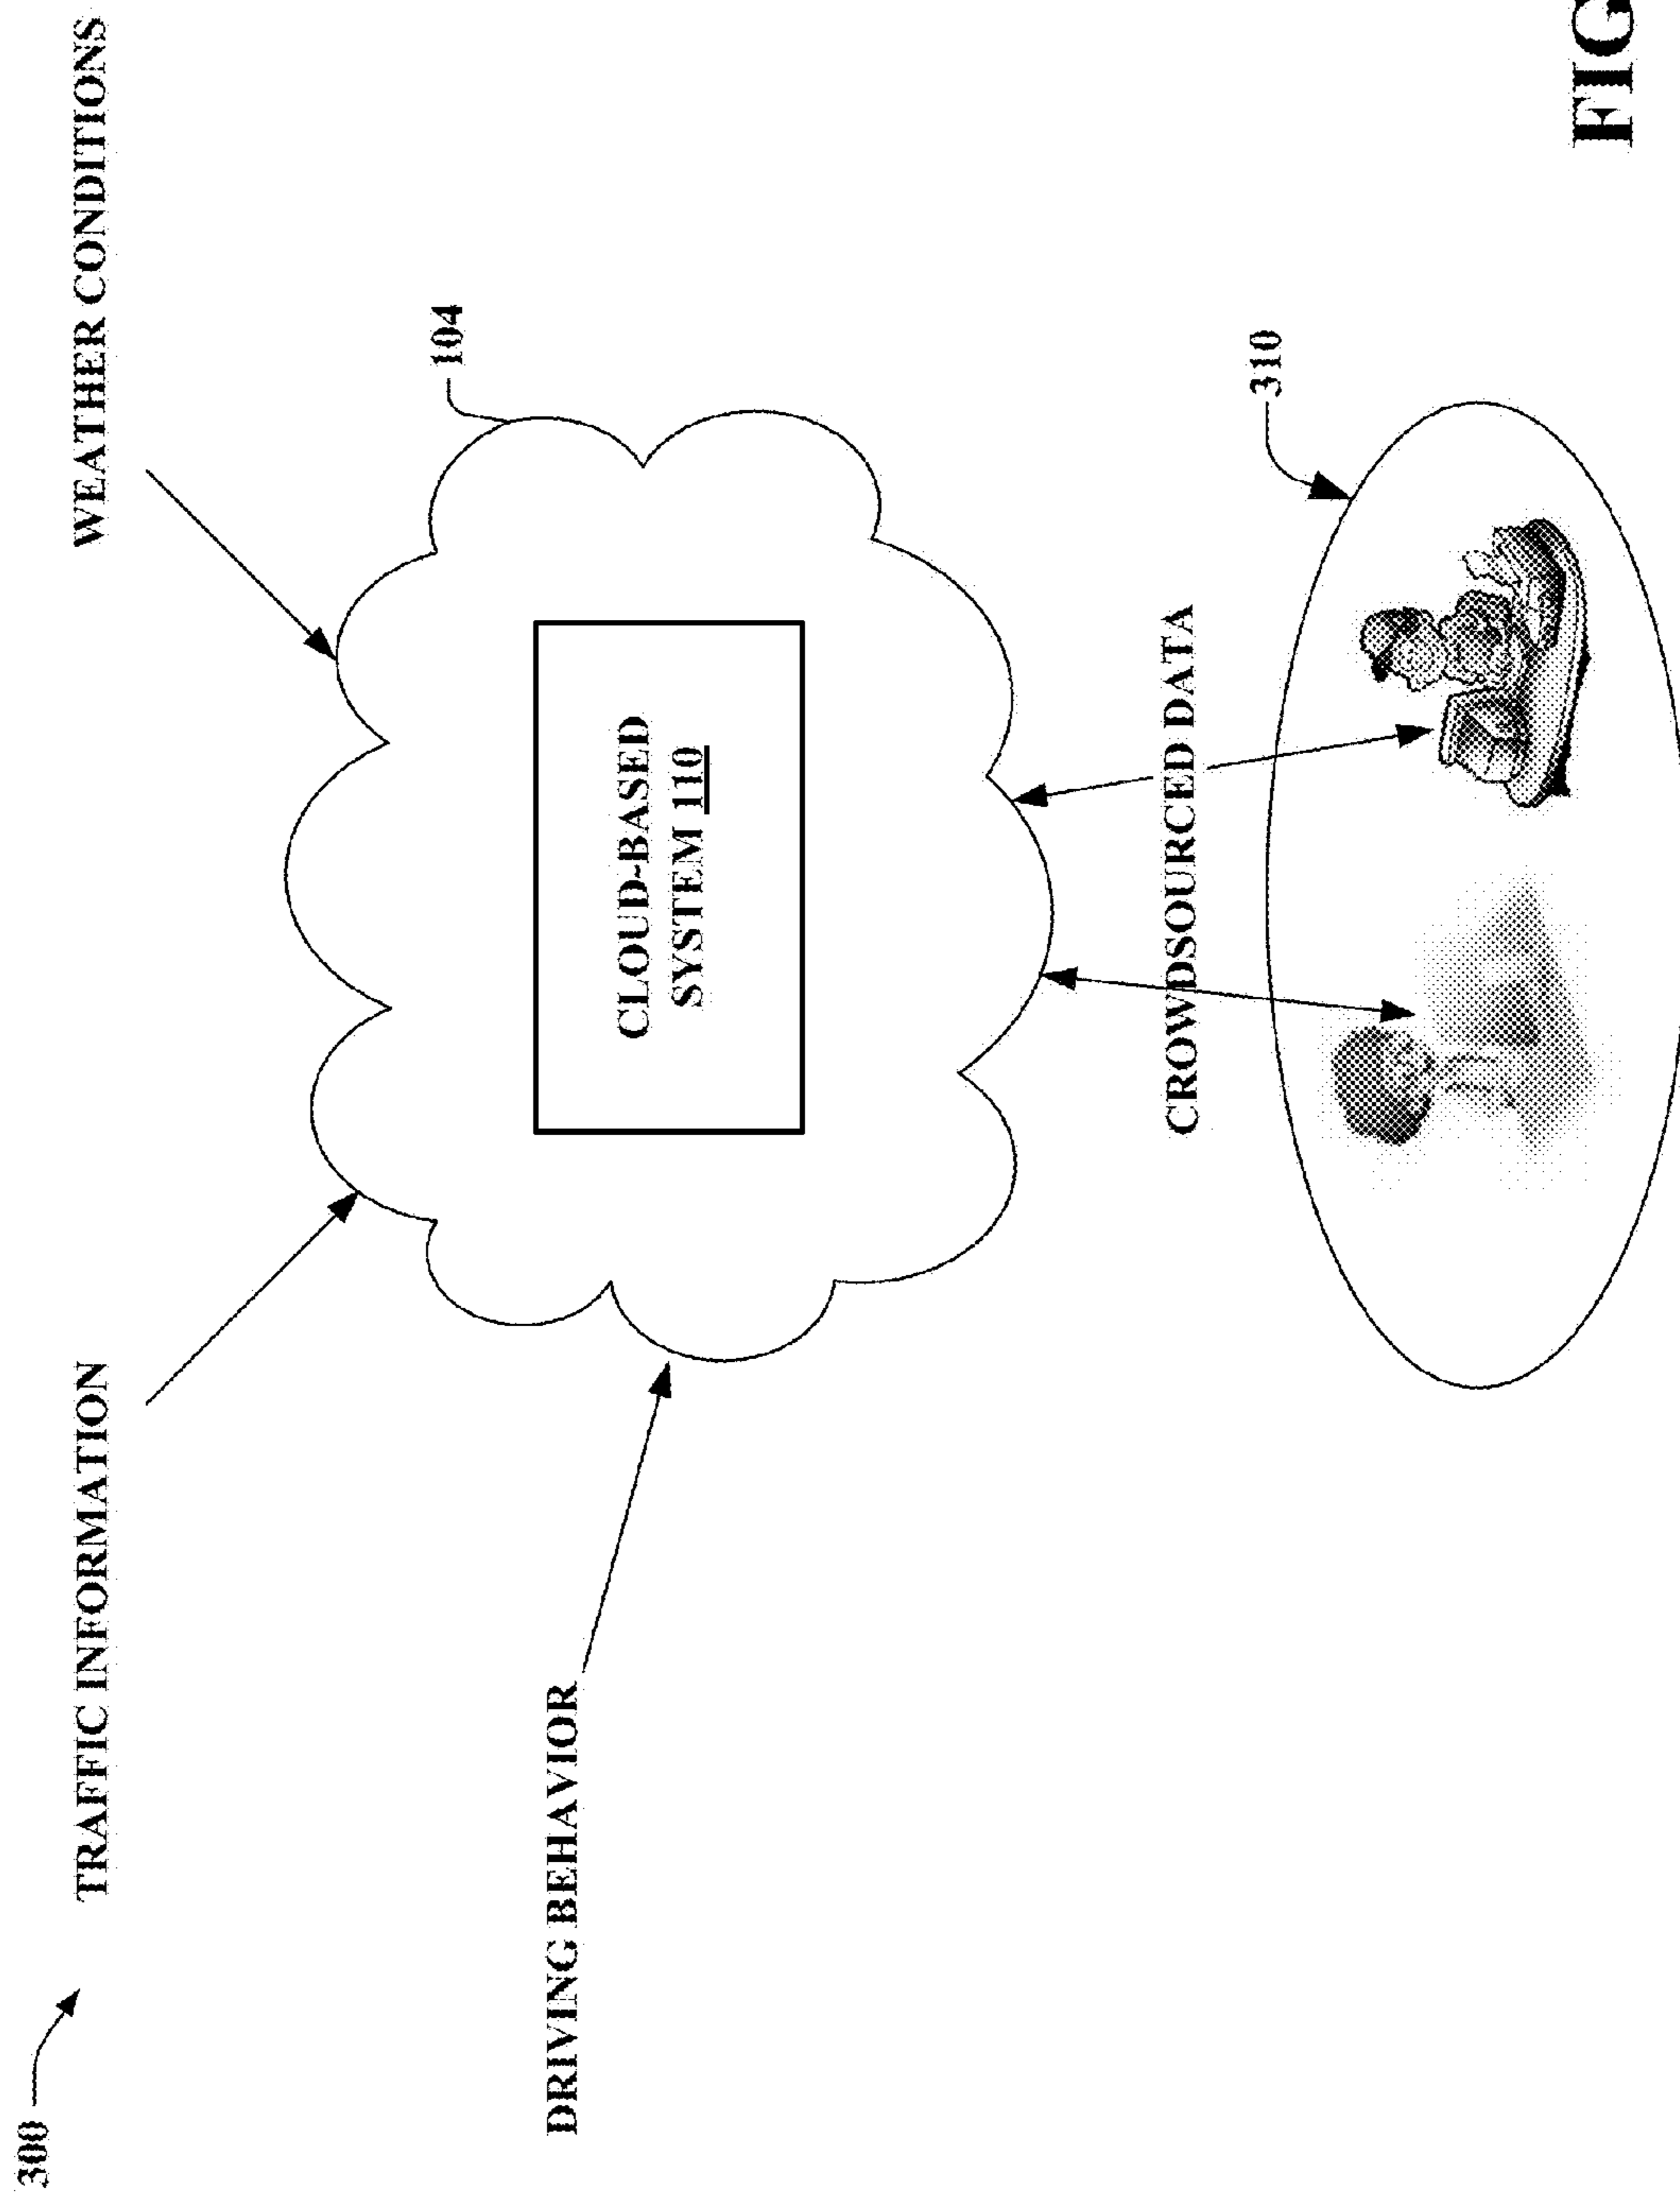 300
TRAFFIC INFORMATION
WEATHER CONDITIONS
DRIVING BEHAVIOR
104
CLOUD-BASED
SYSTEM 110
CROWDSOURCED DATA
310
FIG